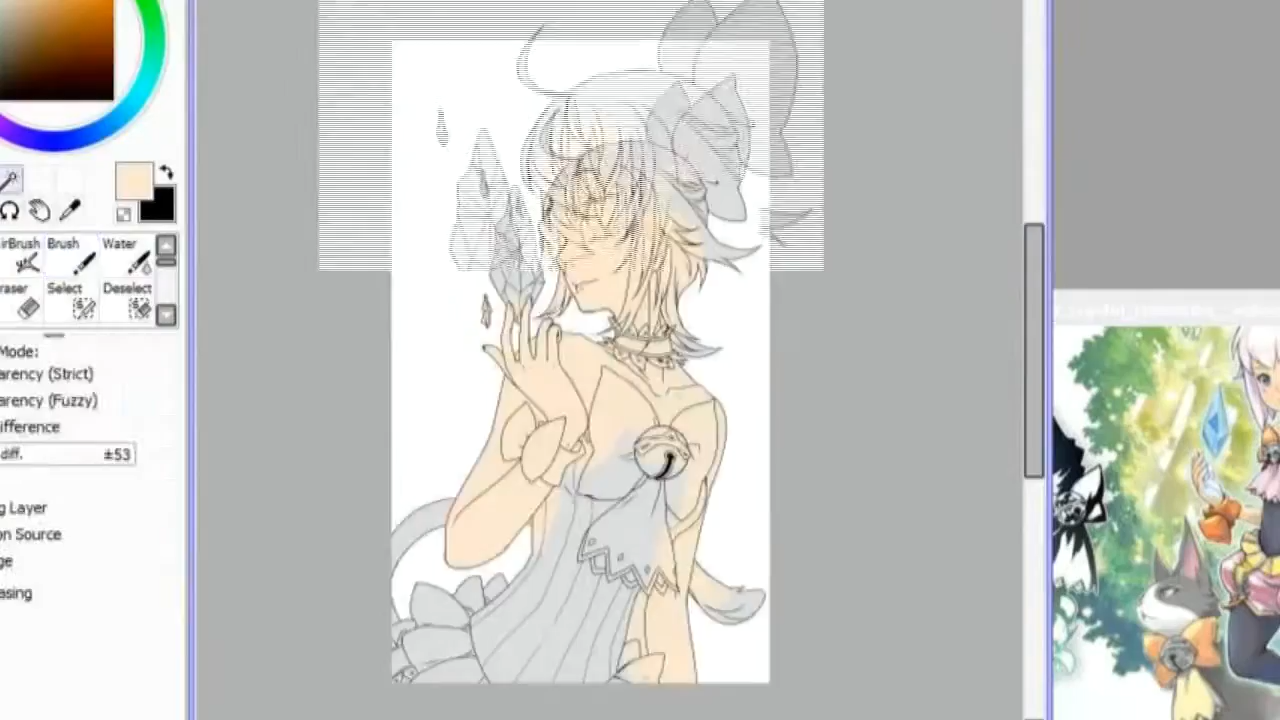 irBrush Brush Water
raser Select Deselect
Mode:
arency (Strict)
arency (Fuzzy)
ifference
diff. ±53
g Layer
on Source
ge
asing